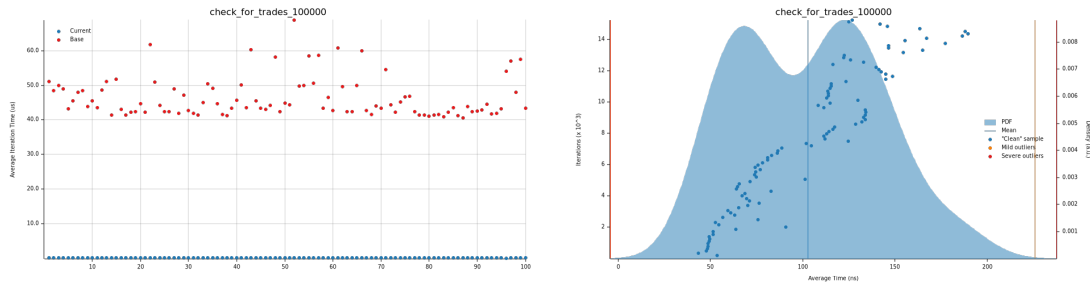 check_for_trades_100000
Current
Base
Average Iteration Time (us)
60.0
50.0
40.0
30.0
20.0
10.0
10 20 30 40 50 60 70 80 90 100
check_for_trades_100000
Iterations (x 10^3)
14
12
10
8
6
4
2
0 50 100 150 200
Average Time (ns)
PDF
Mean
"Clean" sample
Mild outliers
Severe outliers
0.008
0.007
0.006
0.005
0.004
0.003
0.002
0.001
Density (a.u.)